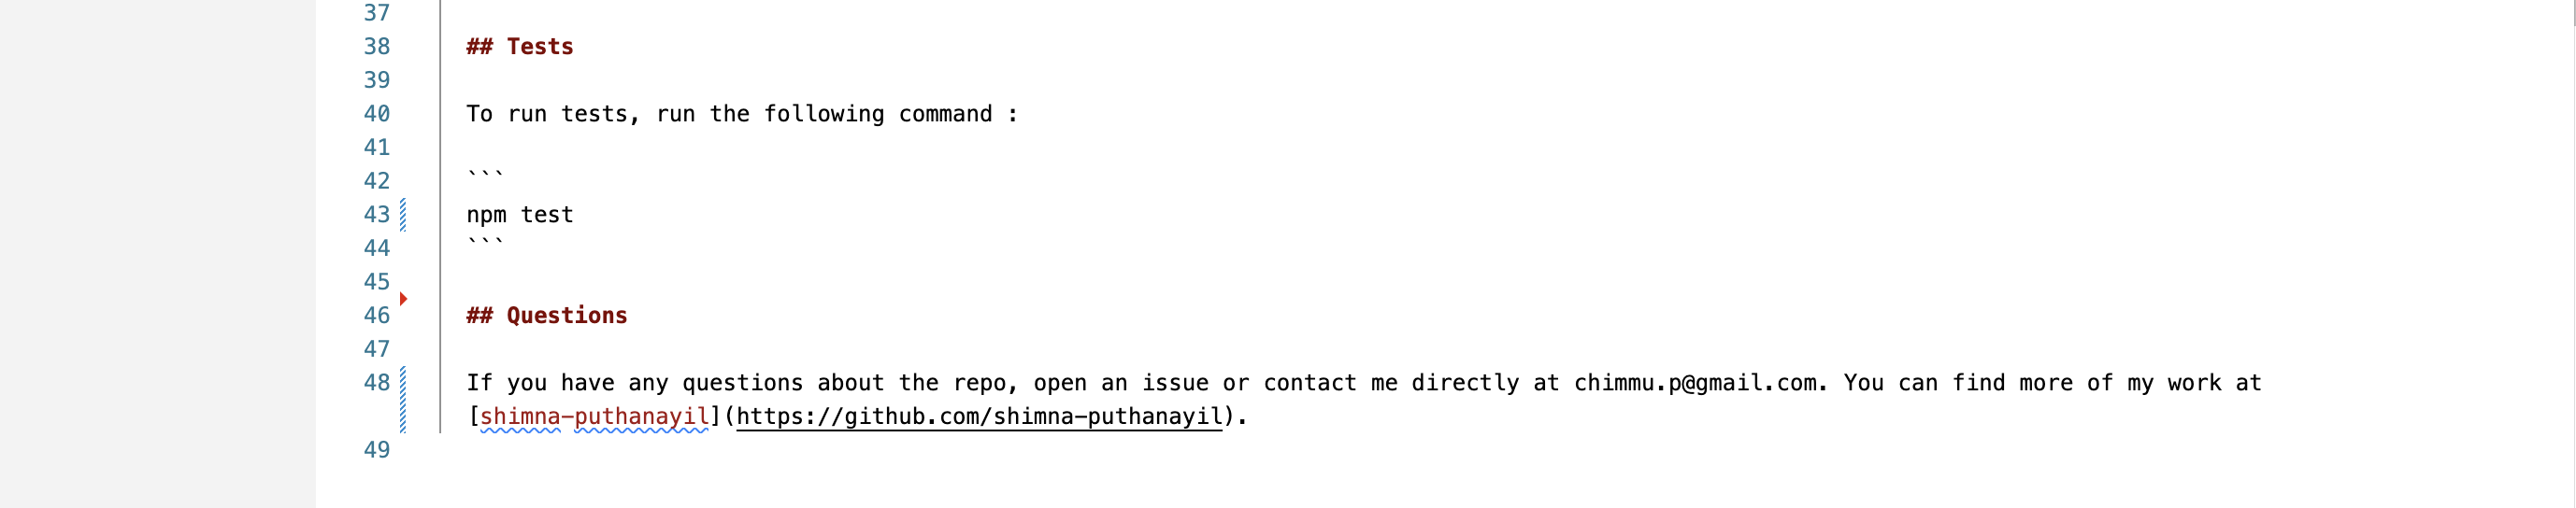 37
38 ## Tests
39
40 To run tests, run the following command :
41
42 ```
43 npm test
44 ```
45
46 ## Questions
47
48 If you have any questions about the repo, open an issue or contact me directly at chimmu.p@gmail.com. You can find more of my work at
[shimna-puthanayil](https://github.com/shimna-puthanayil).
49